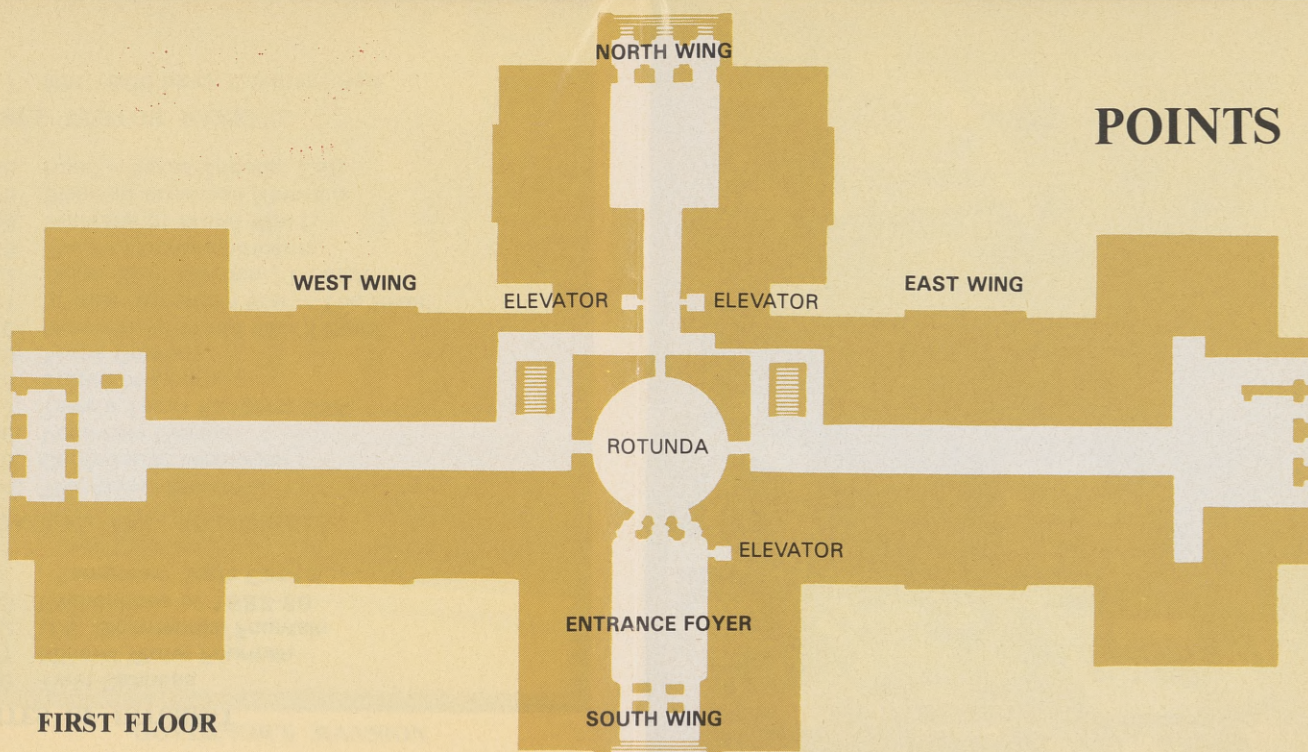 NORTH WING
POINTS
WEST WING
EAST WING
ELEVATOR
ELEVATOR
ROTUNDA
ELEVATOR
ENTRANCE FOYER
FIRST FLOOR
SOUTH WING